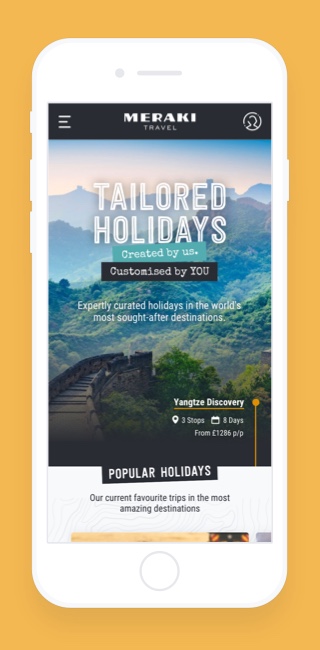 MERAKI
TRAVEL
TAILORED
HOLIDAYS
Created by us.
Customised by YOU
Expertly curated holidays in the world's
most sought-after destinations.
Yangtze Discovery
3 Stops 8 Days
From £1286 p/p
POPULAR HOLIDAYS
Our current favourite trips in the most
amazing destinations